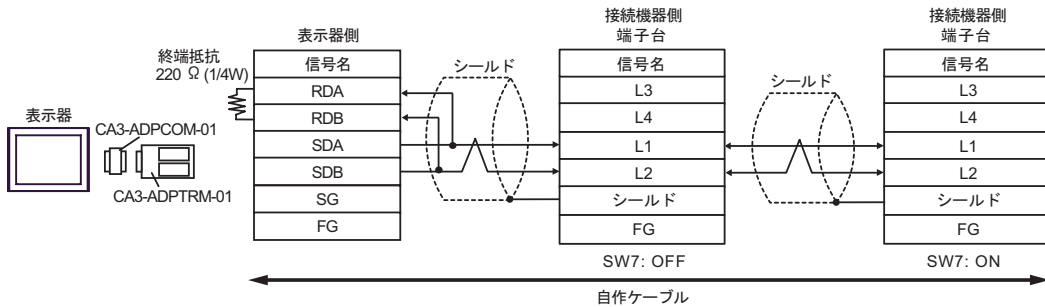 終端抵抗
220 Ω (1/4W)
表示器
CA3-ADPCOM-01
CA3-ADPTRM-01
表示器側
信号名
RDA
RDB
SDA
SDB
SG
FG
シールド
接続機器側
端子台
信号名
L3
L4
L1
L2
シールド
FG
SW7: OFF
シールド
接続機器側
端子台
信号名
L3
L4
L1
L2
シールド
FG
SW7: ON
自作ケーブル